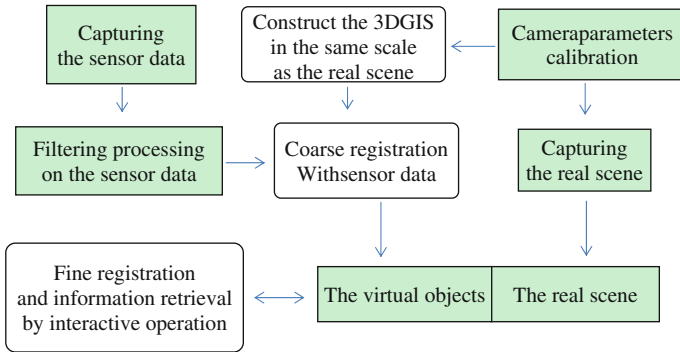 Capturing
the sensor data
Construct the 3DGIS
in the same scale
as the real scene
Cameraparameters
calibration
Filtering processing
on the sensor data
Coarse registration
Withsensor data
Capturing
the real scene
Fine registration
and information retrieval
by interactive operation
The virtual objects
The real scene